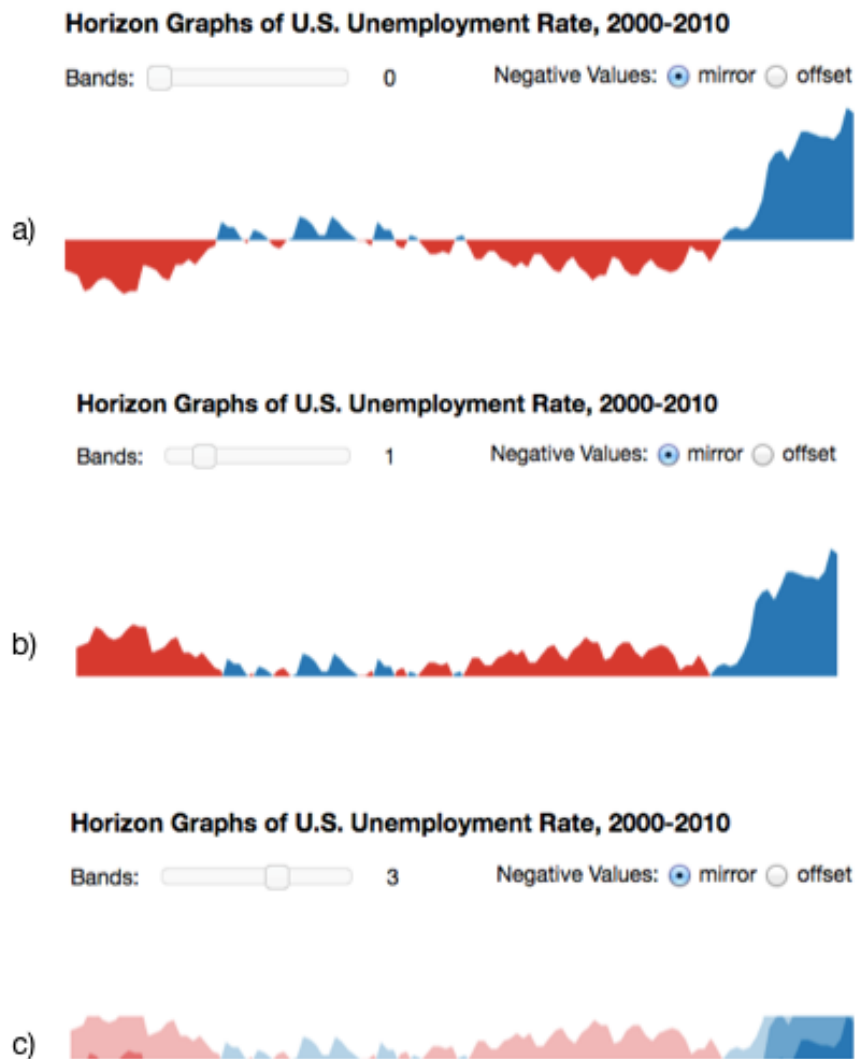 Horizon Graphs of U.S. Unemployment Rate, 2000-2010
Bands: 0 Negative Values: mirror offset
a)
Horizon Graphs of U.S. Unemployment Rate, 2000-2010
Bands: 1 Negative Values: mirror offset
b)
Horizon Graphs of U.S. Unemployment Rate, 2000-2010
Bands: 3 Negative Values: mirror offset
c)